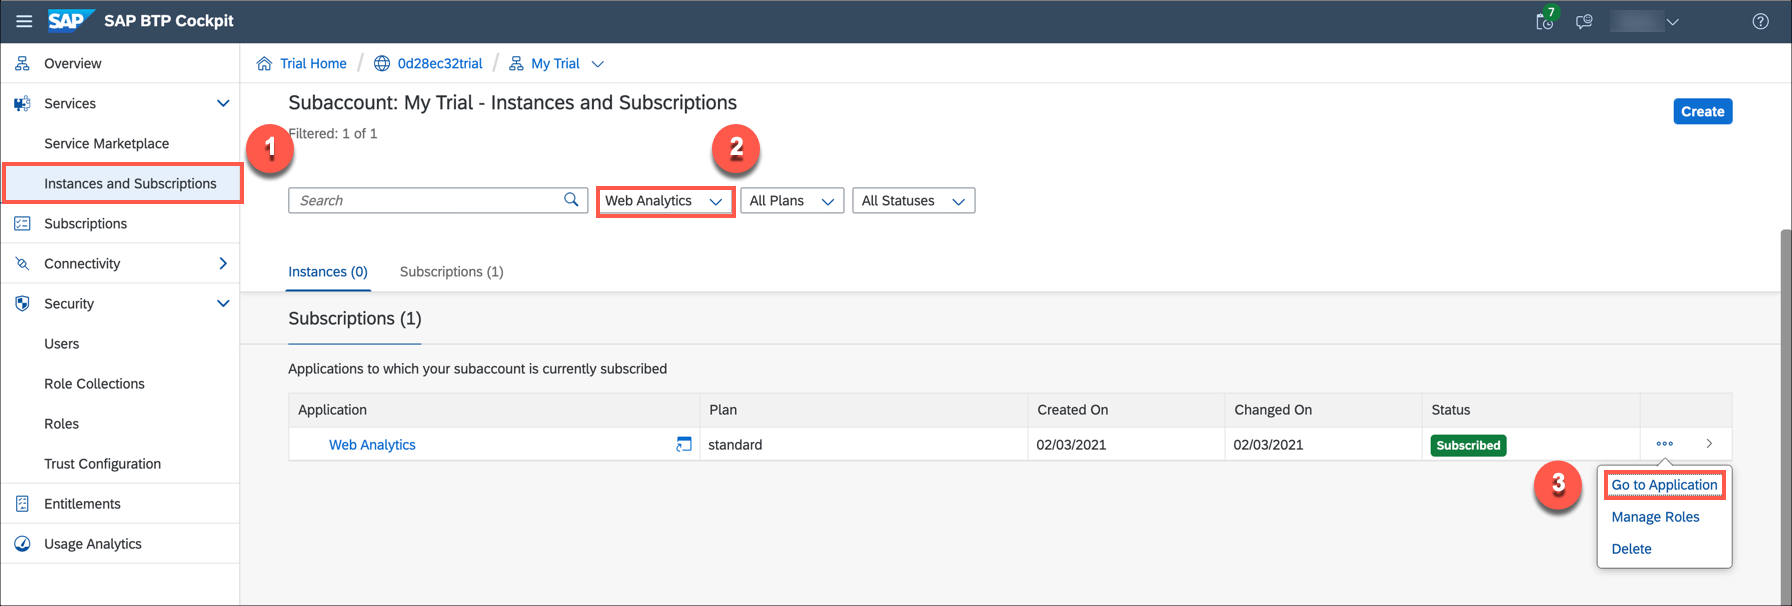 SAP SAP BTP Cockpit
7
Overview
Services
Service Marketplace
Instances and Subscriptions
Subscriptions
Connectivity
Security
Users
Role Collections
Roles
Trust Configuration
Entitlements
Usage Analytics
Trial Home / 0d28ec32trial / My Trial
Subaccount: My Trial - Instances and Subscriptions
Create
Filtered: 1 of 1
1
2
Search
Web Analytics
All Plans
All Statuses
Instances (0)
Subscriptions (1)
Subscriptions (1)
Applications to which your subaccount is currently subscribed
Application Plan Created On Changed On Status
Web Analytics standard 02/03/2021 02/03/2021 Subscribed
3
Go to Application
Manage Roles
Delete